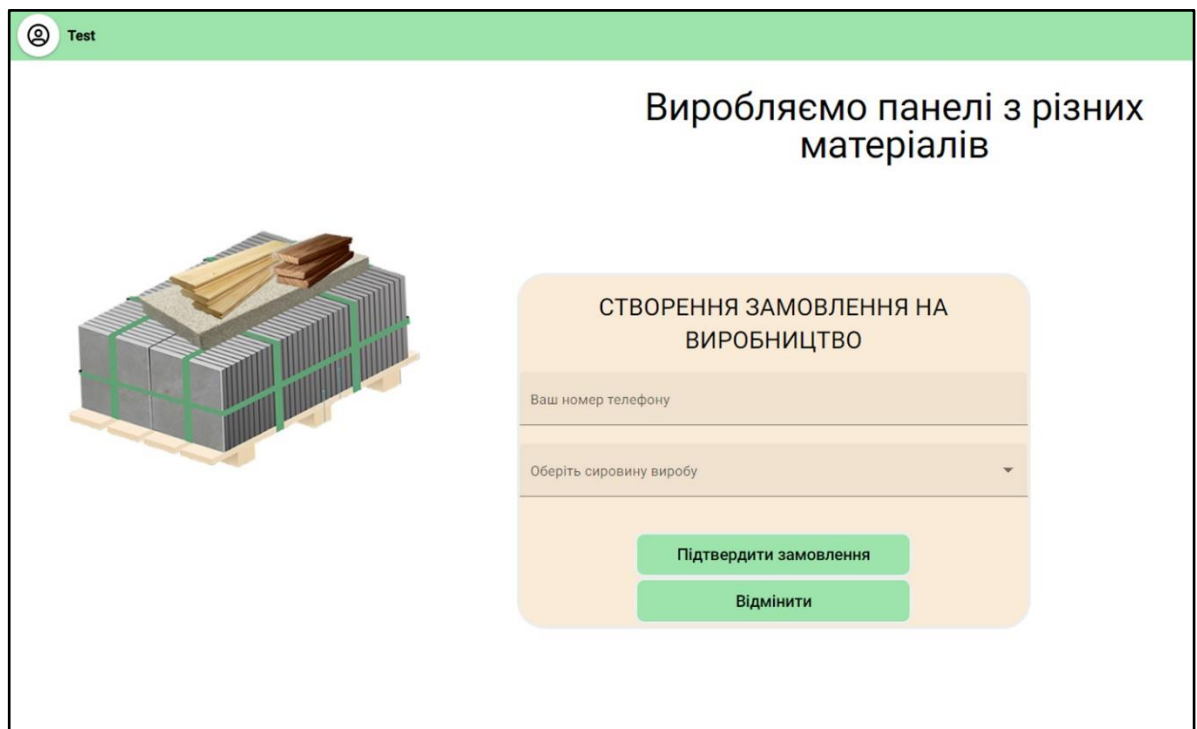 Test
Виробляємо панелі з різних
матеріалів
СТВОРЕННЯ ЗАМОВЛЕННЯ НА
ВИРОБНИЦТВО
Ваш номер телефону
Оберіть сировину виробу
Підтвердити замовлення
Відмінити